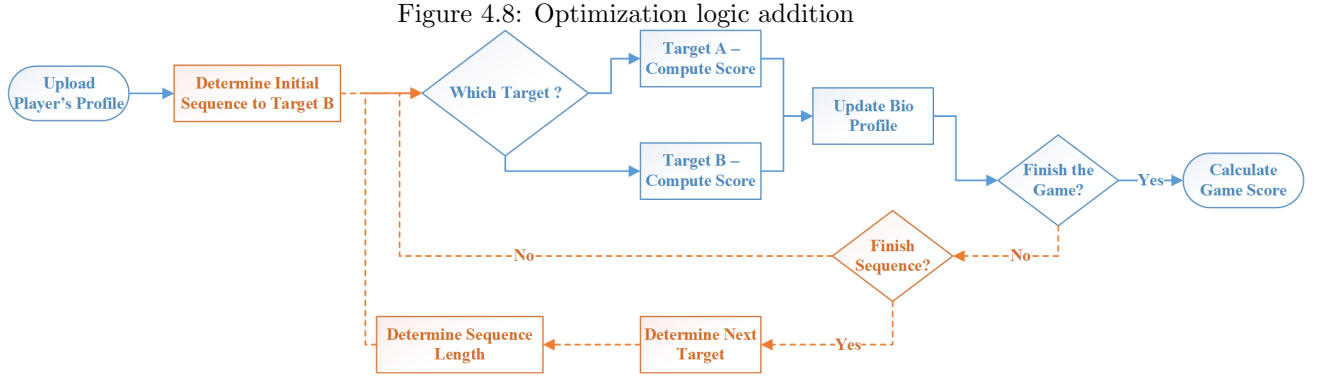 Figure 4.8: Optimization logic addition
Upload
Player's Profile
Determine Initial
Sequence to Target B
Which Target ?
Target A –
Compute Score
Target B –
Compute Score
Update Bio
Profile
Finish the
Game?
Yes
Calculate
Game Score
No
Finish
Sequence?
No
Yes
Determine Next
Target
Determine Sequence
Length